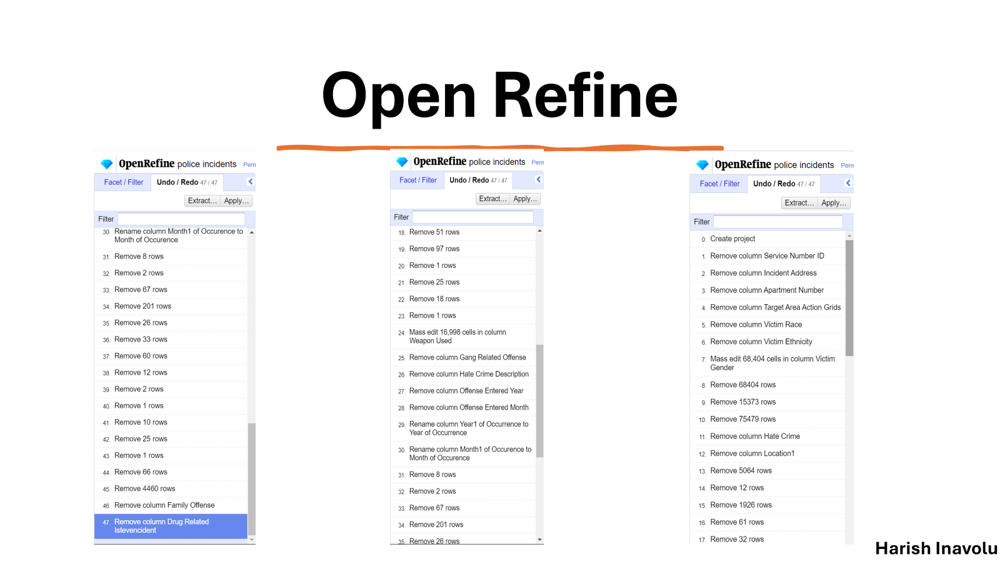 Open Refine
OpenRefine police incidents Perm
Facet / Filter Undo / Redo 47 / 47
Extract... Apply...
Filter
30. Rename column Month1 of Occurence to
Month of Occurence
31. Remove 8 rows
32. Remove 2 rows
33. Remove 67 rows
34. Remove 201 rows
35. Remove 26 rows
36. Remove 33 rows
37. Remove 60 rows
38. Remove 12 rows
39. Remove 2 rows
40. Remove 1 rows
41. Remove 10 rows
42. Remove 25 rows
43. Remove 1 rows
44. Remove 66 rows
45. Remove 4460 rows
46. Remove column Family Offense
47. Remove column Drug Related
Istevencident
OpenRefine police incidents Perm
Facet / Filter Undo / Redo 47 / 47
Extract... Apply...
Filter
18. Remove 51 rows
19. Remove 97 rows
20. Remove 1 rows
21. Remove 25 rows
22. Remove 18 rows
23. Remove 1 rows
24. Mass edit 16,998 cells in column
Weapon Used
25. Remove column Gang Related Offense
26. Remove column Hate Crime Description
27. Remove column Offense Entered Year
28. Remove column Offense Entered Month
29. Rename column Year1 of Occurrence to
Year of Occurrence
30. Rename column Month1 of Occurence to
Month of Occurence
31. Remove 8 rows
32. Remove 2 rows
33. Remove 67 rows
34. Remove 201 rows
35. Remove 26 rows
OpenRefine police incidents Perm
Facet / Filter Undo / Redo 47 / 47
Extract... Apply...
Filter
0. Create project
1. Remove column Service Number ID
2. Remove column Incident Address
3. Remove column Apartment Number
4. Remove column Target Area Action Grids
5. Remove column Victim Race
6. Remove column Victim Ethnicity
7. Mass edit 68,404 cells in column Victim
Gender
8. Remove 68404 rows
9. Remove 15373 rows
10. Remove 75479 rows
11. Remove column Hate Crime
12. Remove column Location1
13. Remove 5064 rows
14. Remove 12 rows
15. Remove 1926 rows
16. Remove 61 rows
17. Remove 32 rows
Harish Inavolu